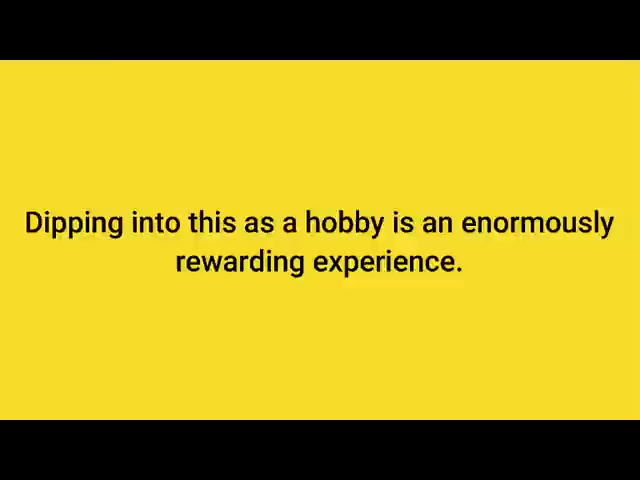 Dipping into this as a hobby is an enormously
rewarding experience.